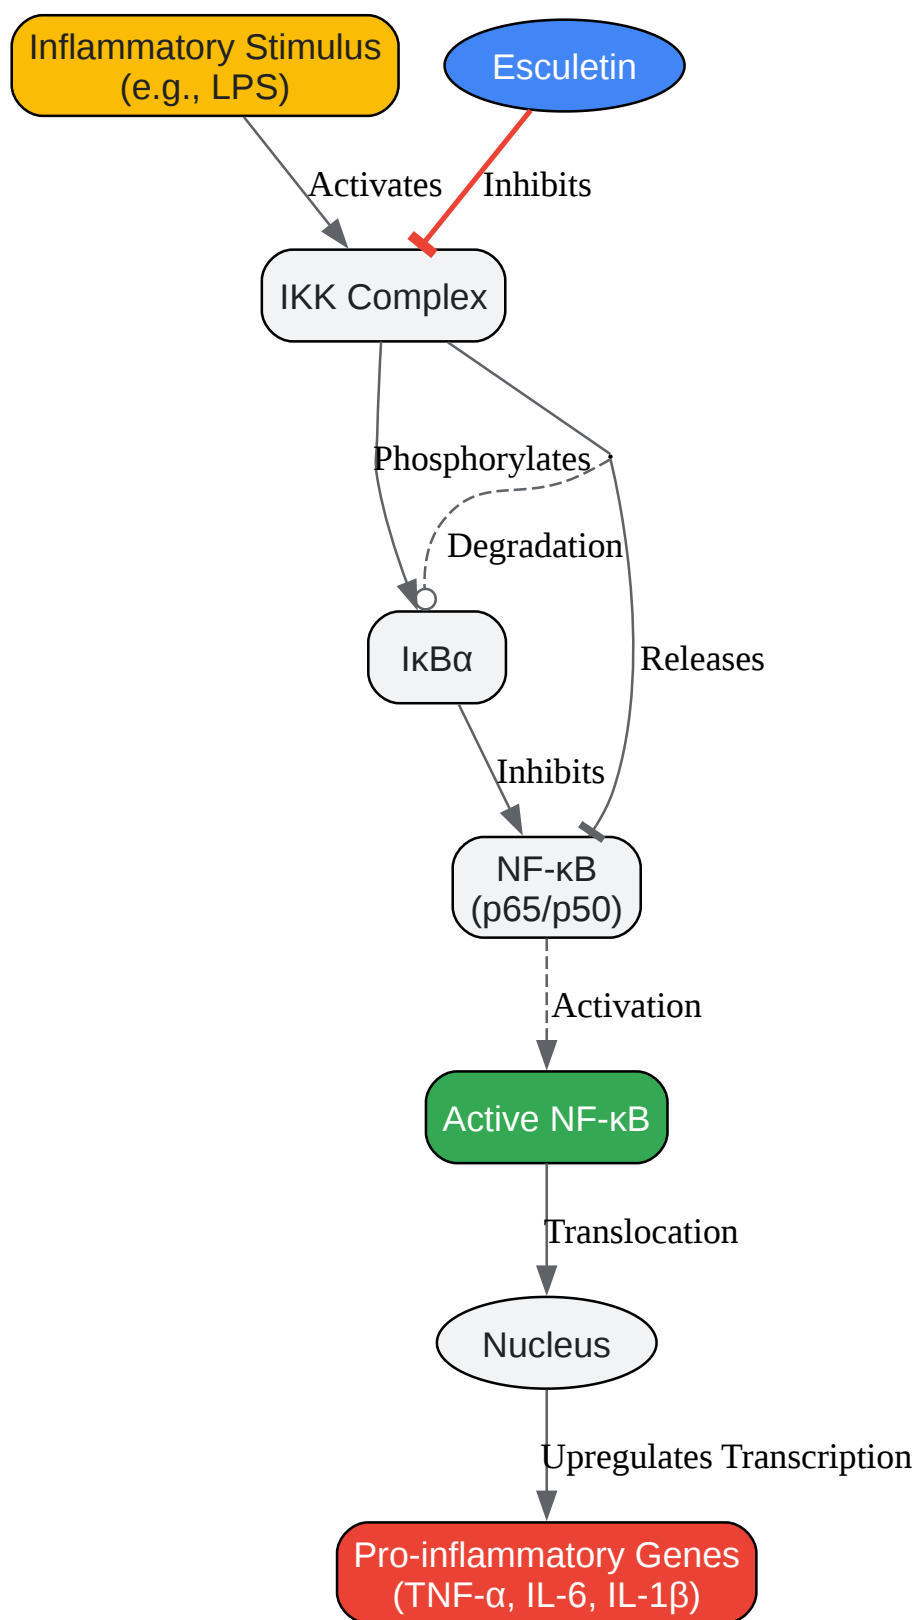 Inflammatory Stimulus
(e.g., LPS)
Esculetin
Activates
Inhibits
IKK Complex
Phosphorylates
Degradation
IκBα
Releases
Inhibits
NF-κB
(p65/p50)
Activation
Active NF-κB
Translocation
Nucleus
Upregulates Transcription
Pro-inflammatory Genes
(TNF-α, IL-6, IL-1β)